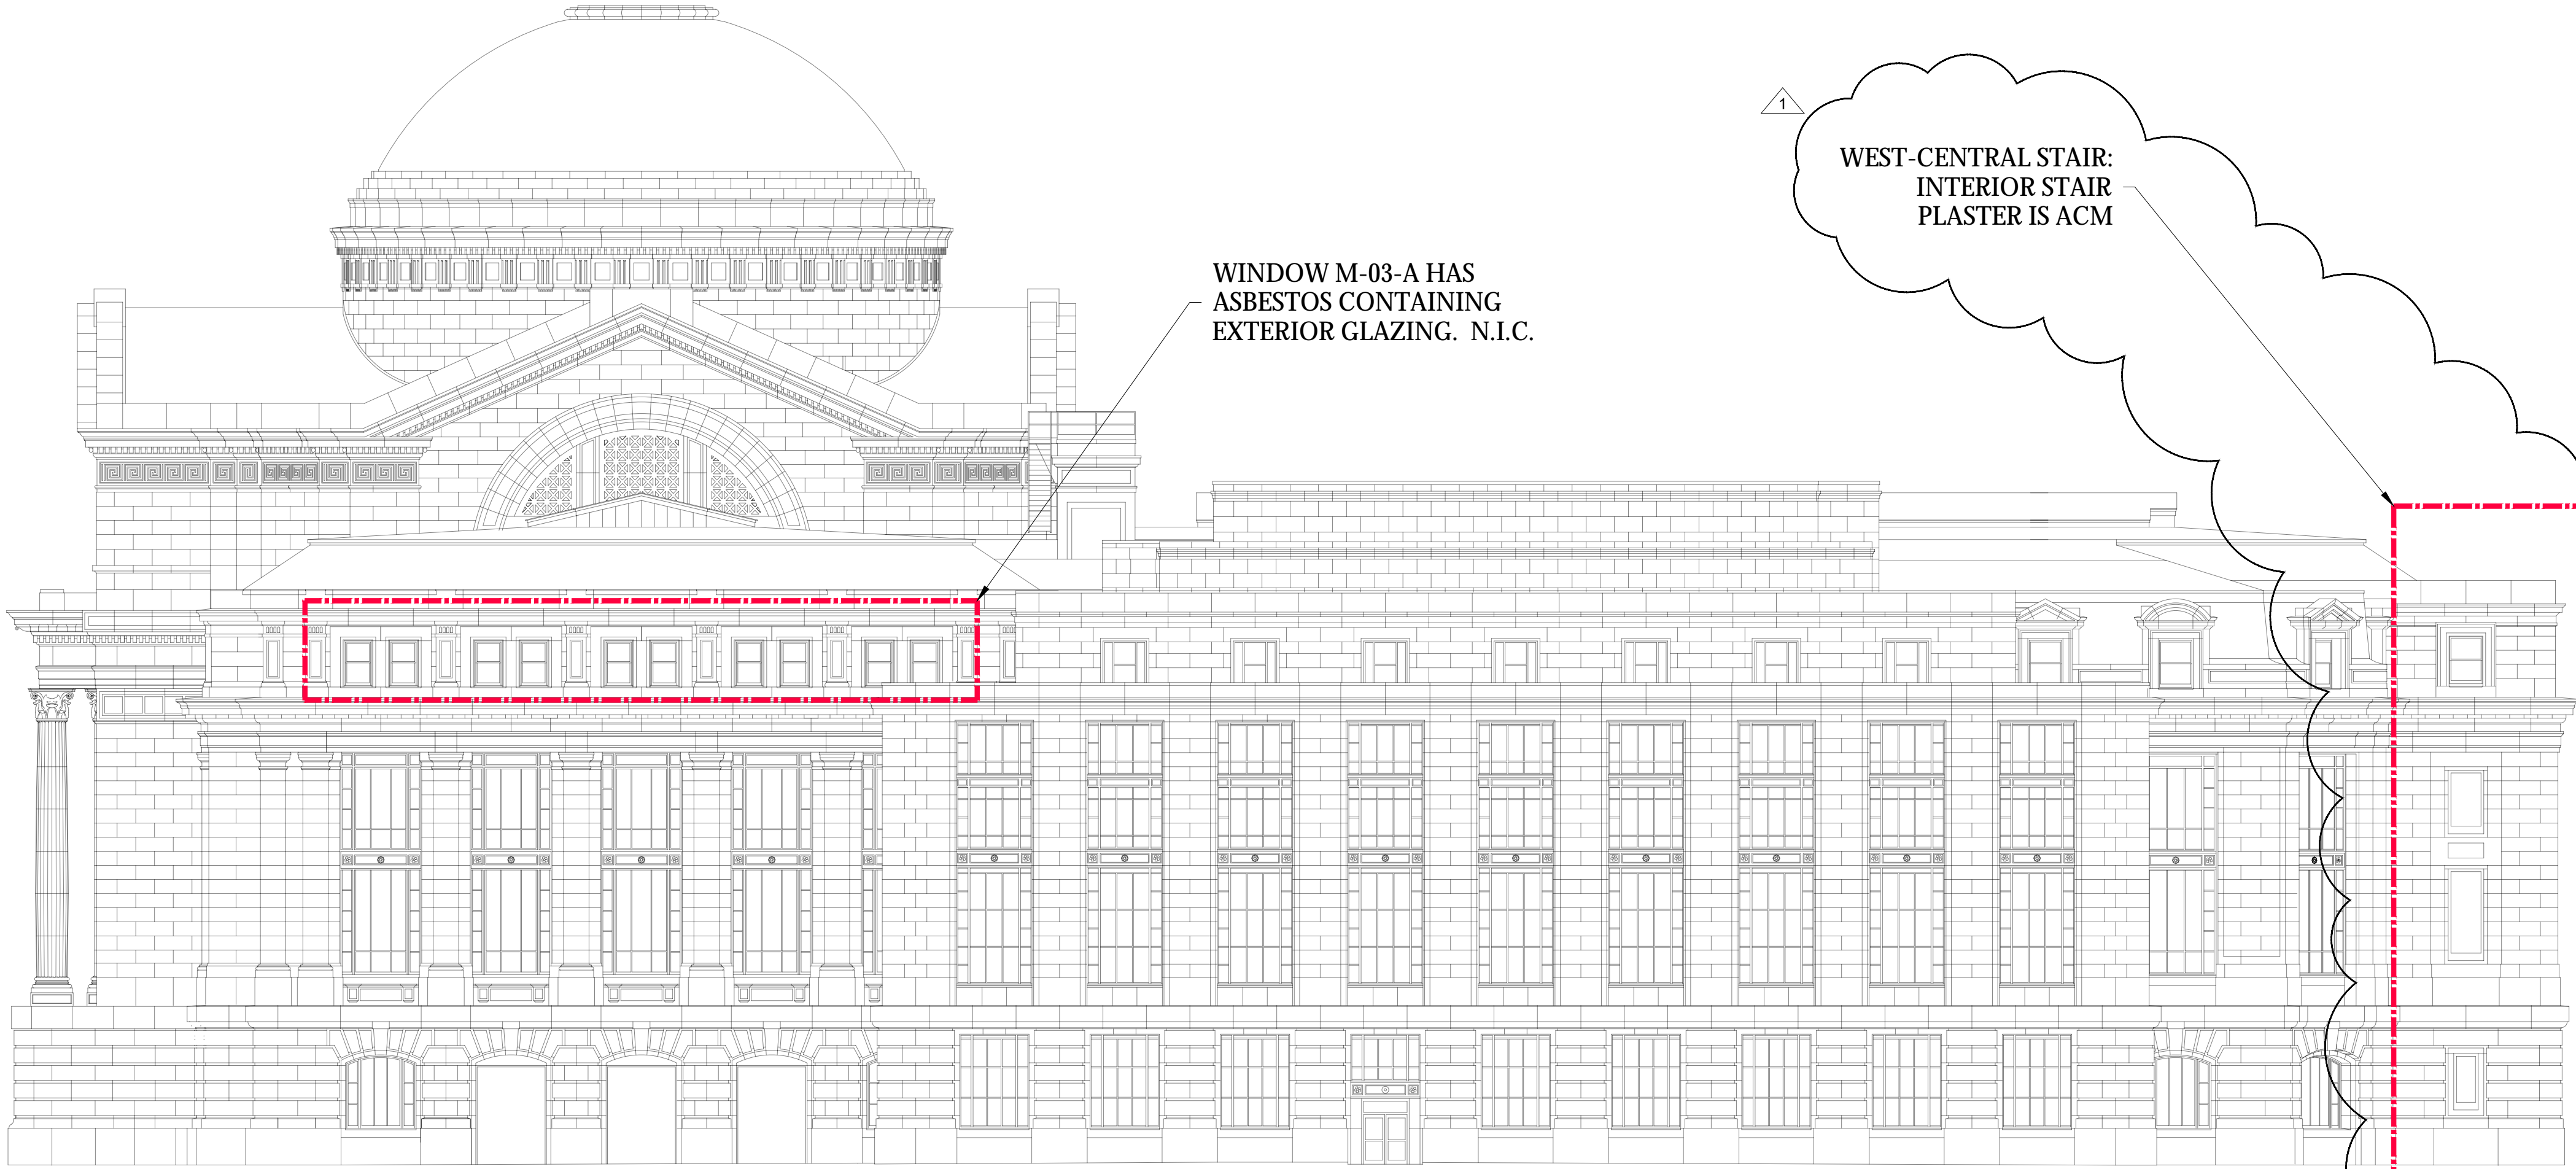 1
WEST-CENTRAL STAIR:
INTERIOR STAIR
PLASTER IS ACM
WINDOW M-03-A HAS
ASBESTOS CONTAINING
EXTERIOR GLAZING. N.I.C.